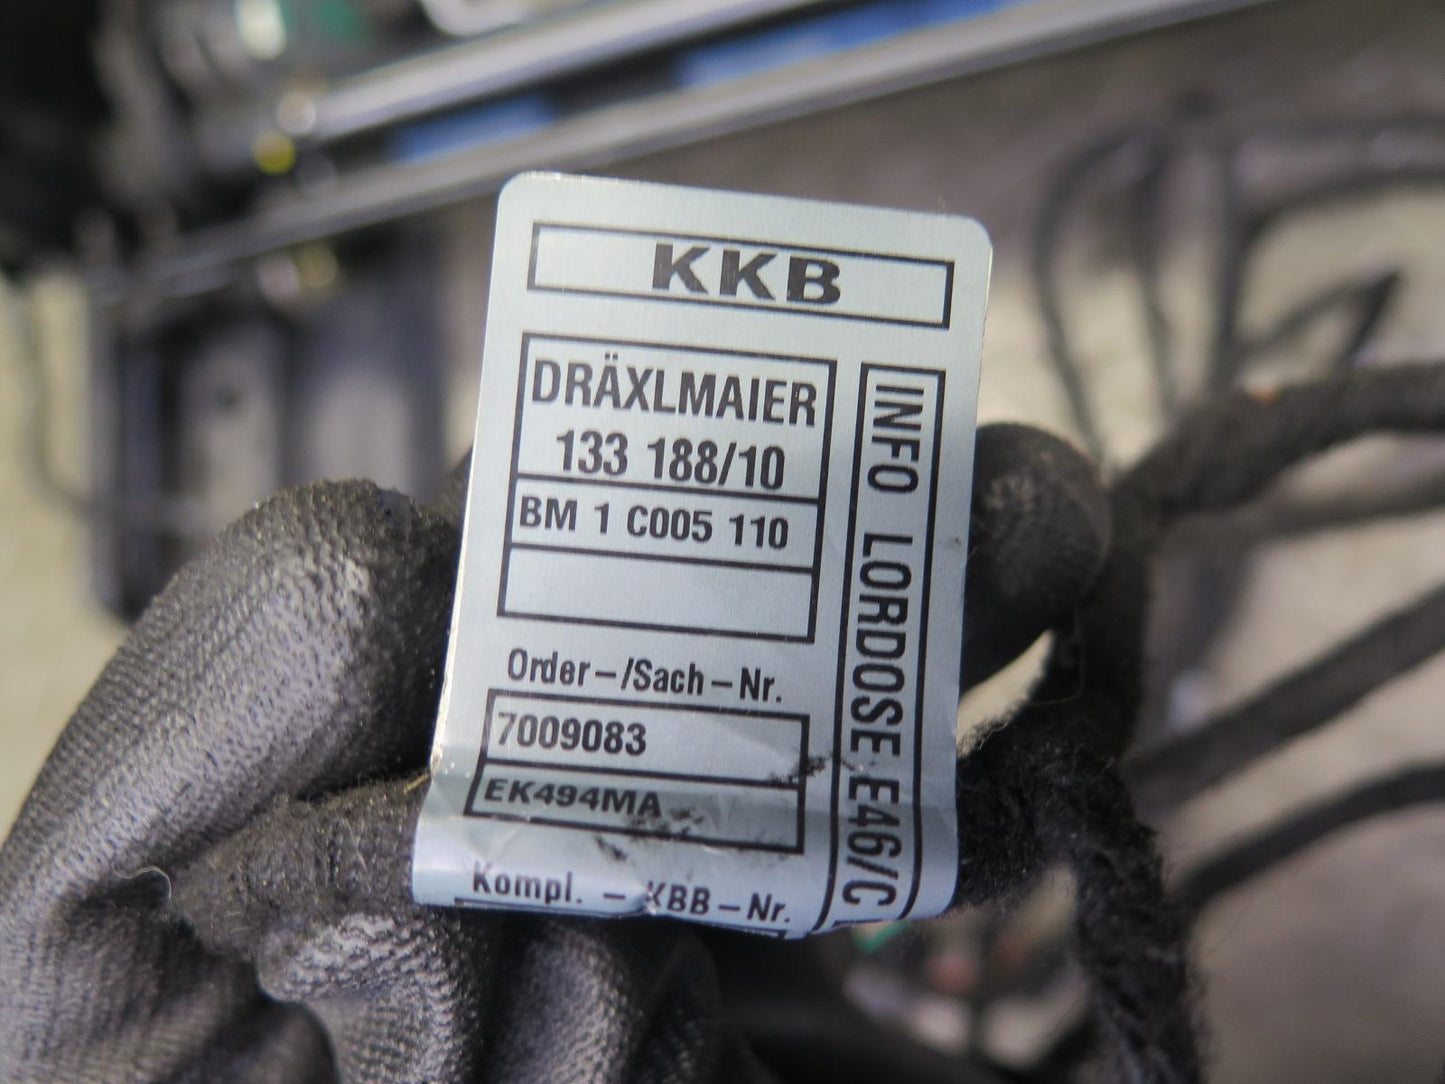 KKB
DRÄXLMAIER
133 188/10
BM 1 C005 110
Order-/Sach-Nr.
7009083
EK494MA
Kompl. - KBB-Nr.
INFO LORDOSE E46/C